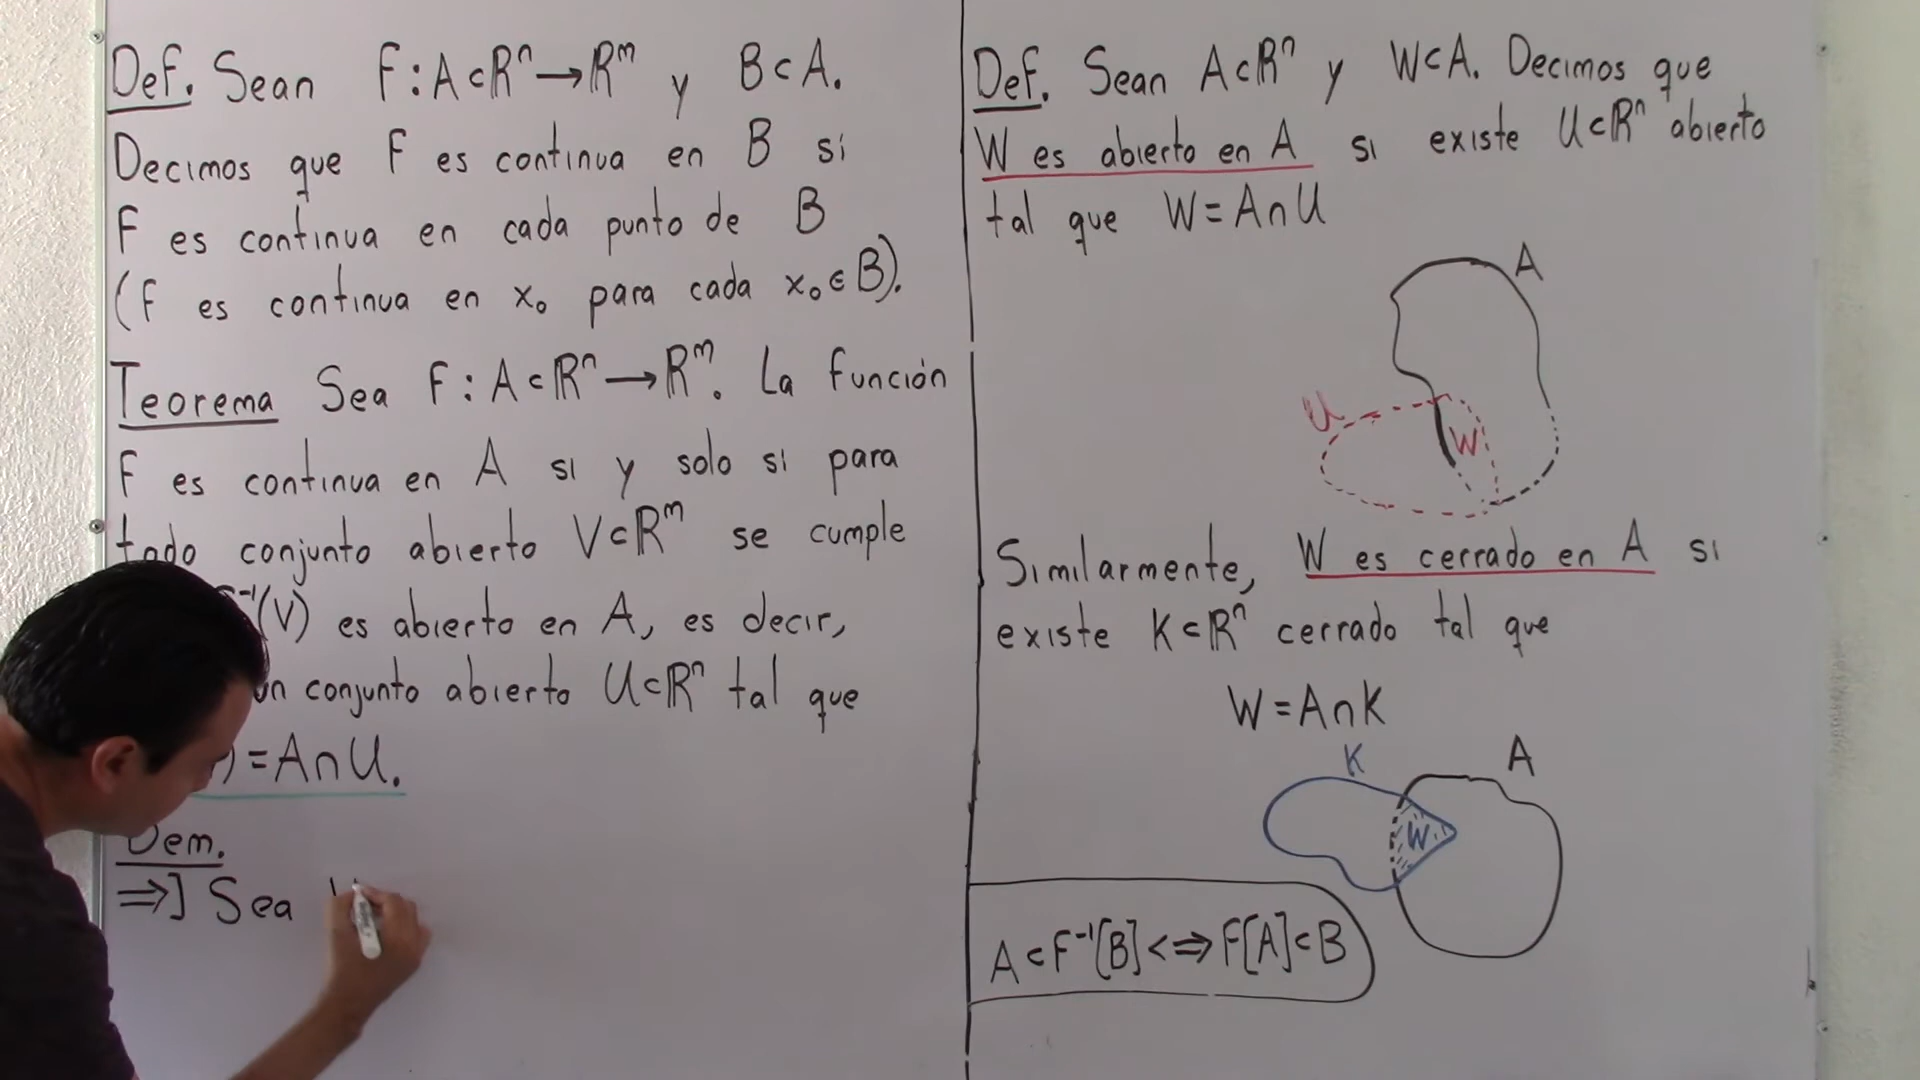 Def. Sean F:A⊂ℝⁿ→ℝᵐ y B⊂A.
Decimos que F es continua en B si
F es continua en cada punto de B
(F es continua en x₀ para cada x₀∈B).
Teorema Sea F:A⊂ℝⁿ→ℝᵐ. La función
F es continua en A si y solo si para
todo conjunto abierto V⊂ℝᵐ se cumple
⁻¹(V) es abierto en A, es decir,
un conjunto abierto U⊂ℝⁿ tal que
)=A∩U.
Dem.
⇒] Sea
Def. Sean A⊂ℝⁿ y W⊂A. Decimos que
W es abierto en A si existe U⊂ℝⁿ abierto
tal que W=A∩U
A
U
W
Similarmente, W es cerrado en A si
existe K⊂ℝⁿ cerrado tal que
W=A∩K
K
A
W
A⊂F⁻¹[B]<=>F[A]⊂B